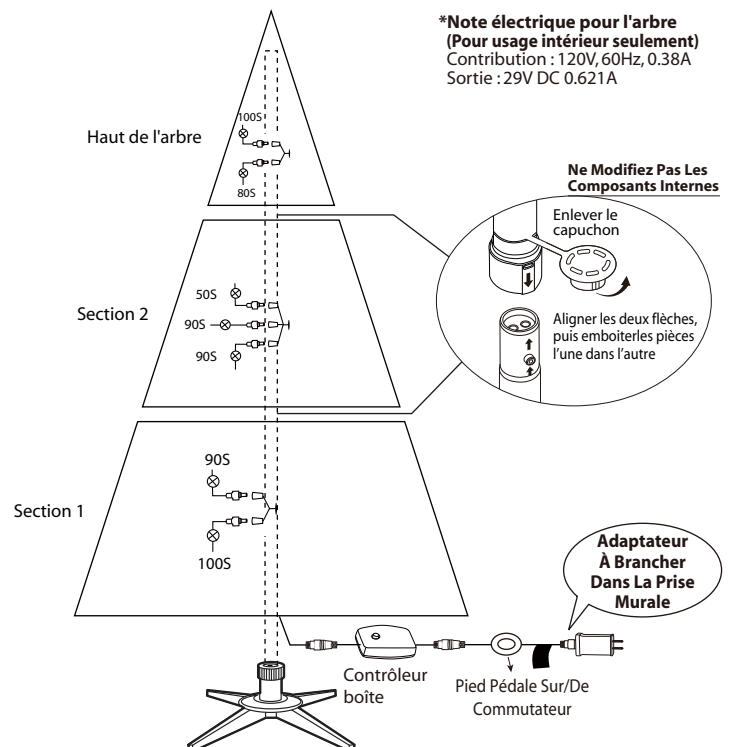 *Note électrique pour l'arbre
(Pour usage intérieur seulement)
Contribution : 120V, 60Hz, 0.38A
Sortie : 29V DC 0.621A
100S
Haut de l'arbre
80S
Ne Modifiez Pas Les
Composants Internes
Enlever le
capuchon
Aligner les deux flèches,
puis emboiterles pièces
l'une dans l'autre
50S
Section 2
90S
90S
90S
Section 1
100S
Adaptateur
À Brancher
Dans La Prise
Murale
Contrôleur
boîte
Pied Pédale Sur/De
Commutateur